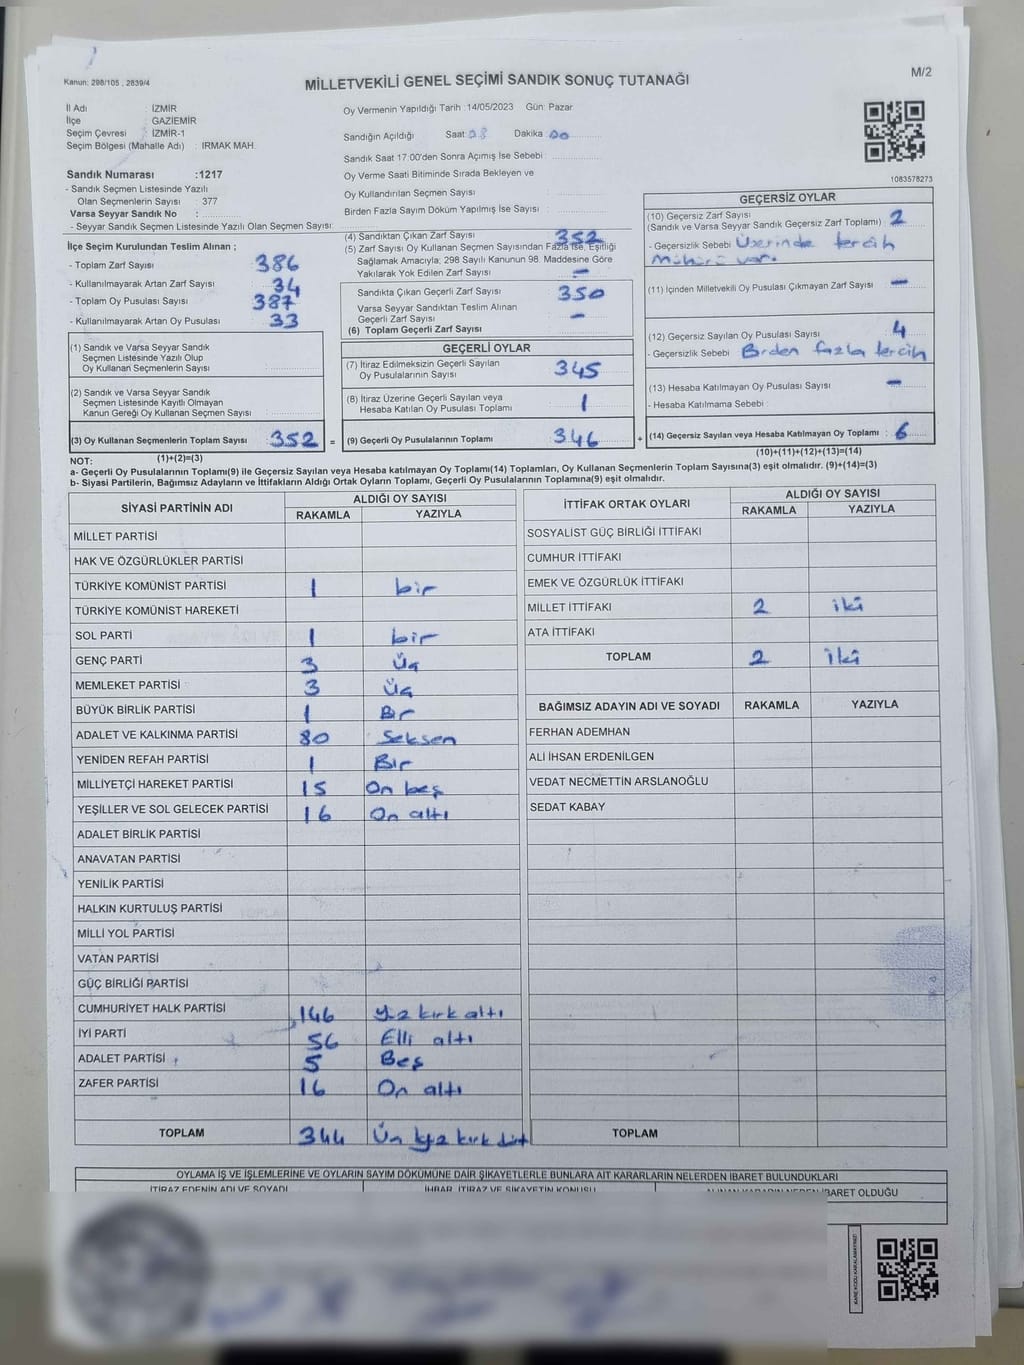 Kanun: 298/105 , 2839/4
MİLLETVEKİLİ GENEL SEÇİMİ SANDIK SONUÇ TUTANAĞI
M/2
İl Adı : İZMİR
İlçe : GAZİEMİR
Seçim Çevresi : İZMİR-1
Seçim Bölgesi (Mahalle Adı) : IRMAK MAH.
Sandık Numarası :1217
- Sandık Seçmen Listesinde Yazılı
Olan Seçmenlerin Sayısı : 377
Varsa Seyyar Sandık No :
- Seyyar Sandık Seçmen Listesinde Yazılı Olan Seçmen Sayısı:
Oy Vermenin Yapıldığı Tarih :14/05/2023 Gün: Pazar
Sandığın Açıldığı Saat 08 Dakika 00
Sandık Saat 17:00'den Sonra Açımış İse Sebebi :
Oy Verme Saati Bitiminde Sırada Bekleyen ve
Oy Kullandırılan Seçmen Sayısı :
Birden Fazla Sayım Döküm Yapılmış İse Sayısı :
1083578273
İlçe Seçim Kurulundan Teslim Alınan ;
- Toplam Zarf Sayısı : 386
- Kullanılmayarak Artan Zarf Sayısı : 34
- Toplam Oy Pusulası Sayısı : 387
- Kullanılmayarak Artan Oy Pusulası : 33
(1) Sandık ve Varsa Seyyar Sandık
Seçmen Listesinde Yazılı Olup
Oy Kullanan Seçmenlerin Sayısı :
(2) Sandık ve Varsa Seyyar Sandık
Seçmen Listesinde Kayıtlı Olmayan
Kanun Gereği Oy Kullanan Seçmen Sayısı :
(3) Oy Kullanan Seçmenlerin Toplam Sayısı : 352 =
(1)+(2)=(3)
(4) Sandıktan Çıkan Zarf Sayısı : 352
(5) Zarf Sayısı Oy Kullanan Seçmen Sayısından Fazla İse, Eşitliği
Sağlamak Amacıyla; 298 Sayılı Kanunun 98. Maddesine Göre
Yakılarak Yok Edilen Zarf Sayısı : -
Sandıkta Çıkan Geçerli Zarf Sayısı : 350
Varsa Seyyar Sandıktan Teslim Alınan
Geçerli Zarf Sayısı : -
(6) Toplam Geçerli Zarf Sayısı :
GEÇERLİ OYLAR
(7) İtiraz Edilmeksizin Geçerli Sayılan
Oy Pusulalarının Sayısı : 345
(8) İtiraz Üzerine Geçerli Sayılan veya
Hesaba Katılan Oy Pusulası Toplamı : 1
(9) Geçerli Oy Pusulalarının Toplamı : 346 +
GEÇERSİZ OYLAR
(10) Geçersiz Zarf Sayısı
(Sandık ve Varsa Seyyar Sandık Geçersiz Zarf Toplamı) : 2
- Geçersizlik Sebebi : Üzerinde tercih
mühürü var.
(11) İçinden Milletvekili Oy Pusulası Çıkmayan Zarf Sayısı : -
(12) Geçersiz Sayılan Oy Pusulası Sayısı : 4
- Geçersizlik Sebebi : Birden fazla tercih
(13) Hesaba Katılmayan Oy Pusulası Sayısı : -
- Hesaba Katılmama Sebebi :
(14) Geçersiz Sayılan veya Hesaba Katılmayan Oy Toplamı : 6
(10)+(11)+(12)+(13)=(14)
NOT:
a- Geçerli Oy Pusulalarının Toplamı(9) ile Geçersiz Sayılan veya Hesaba katılmayan Oy Toplamı(14) Toplamları, Oy Kullanan Seçmenlerin Toplam Sayısına(3) eşit olmalıdır. (9)+(14)=(3)
b- Siyasi Partilerin, Bağımsız Adayların ve İttifakların Aldığı Ortak Oyların Toplamı, Geçerli Oy Pusulalarının Toplamına(9) eşit olmalıdır.
SİYASİ PARTİNİN ADI ALDIĞI OY SAYISI
RAKAMLA YAZIYLA
MİLLET PARTİSİ
HAK VE ÖZGÜRLÜKLER PARTİSİ
TÜRKİYE KOMÜNİST PARTİSİ 1 bir
TÜRKİYE KOMÜNİST HAREKETİ
SOL PARTİ 1 bir
GENÇ PARTİ 3 Üç
MEMLEKET PARTİSİ 3 Üç
BÜYÜK BİRLİK PARTİSİ 1 Bir
ADALET VE KALKINMA PARTİSİ 80 Seksen
YENİDEN REFAH PARTİSİ 1 Bir
MİLLİYETÇİ HAREKET PARTİSİ 15 On beş
YEŞİLLER VE SOL GELECEK PARTİSİ 16 On altı
ADALET BİRLİK PARTİSİ
ANAVATAN PARTİSİ
YENİLİK PARTİSİ
HALKIN KURTULUŞ PARTİSİ
MİLLİ YOL PARTİSİ
VATAN PARTİSİ
GÜÇ BİRLİĞİ PARTİSİ
CUMHURİYET HALK PARTİSİ 146 Yüz kırk altı
İYİ PARTİ 56 Elli altı
ADALET PARTİSİ 5 Beş
ZAFER PARTİSİ 16 On altı
TOPLAM 344 Üç yüz kırk dört
İTTİFAK ORTAK OYLARI ALDIĞI OY SAYISI
RAKAMLA YAZIYLA
SOSYALİST GÜÇ BİRLİĞİ İTTİFAKI
CUMHUR İTTİFAKI
EMEK VE ÖZGÜRLÜK İTTİFAKI
MİLLET İTTİFAKI 2 iki
ATA İTTİFAKI
TOPLAM 2 İki
BAĞIMSIZ ADAYIN ADI VE SOYADI RAKAMLA YAZIYLA
FERHAN ADEMHAN
ALİ İHSAN ERDENİLGEN
VEDAT NECMETTİN ARSLANOĞLU
SEDAT KABAY
TOPLAM
OYLAMA İŞ VE İŞLEMLERİNE VE OYLARIN SAYIM DÖKÜMÜNE DAİR ŞİKAYETLERLE BUNLARA AİT KARARLARIN NELERDEN İBARET BULUNDUKLARI
İTİRAZ EDENİN ADI VE SOYADI İHBAR, İTİRAZ VE ŞİKAYETİN KONUSU ALINAN KARARIN NEDEN İBARET OLDUĞU